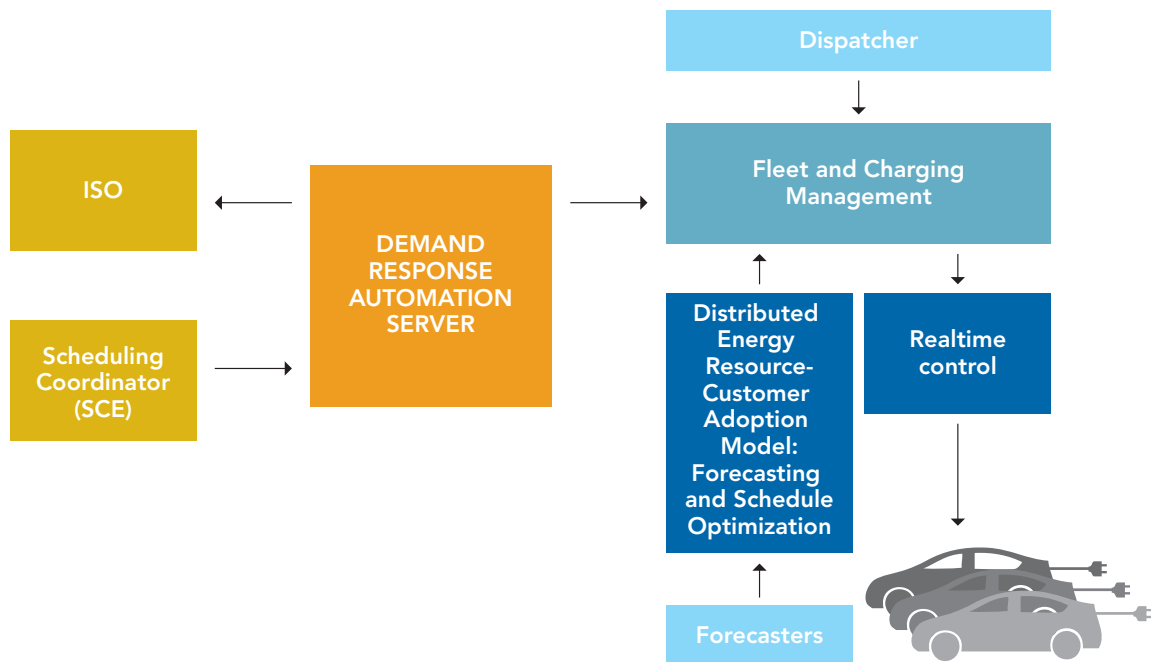 Dispatcher
ISO
DEMAND
RESPONSE
AUTOMATION
SERVER
Fleet and Charging
Management
Scheduling
Coordinator
(SCE)
Distributed
Energy
Resource-
Customer
Adoption
Model:
Forecasting
and Schedule
Optimization
Realtime
control
Forecasters